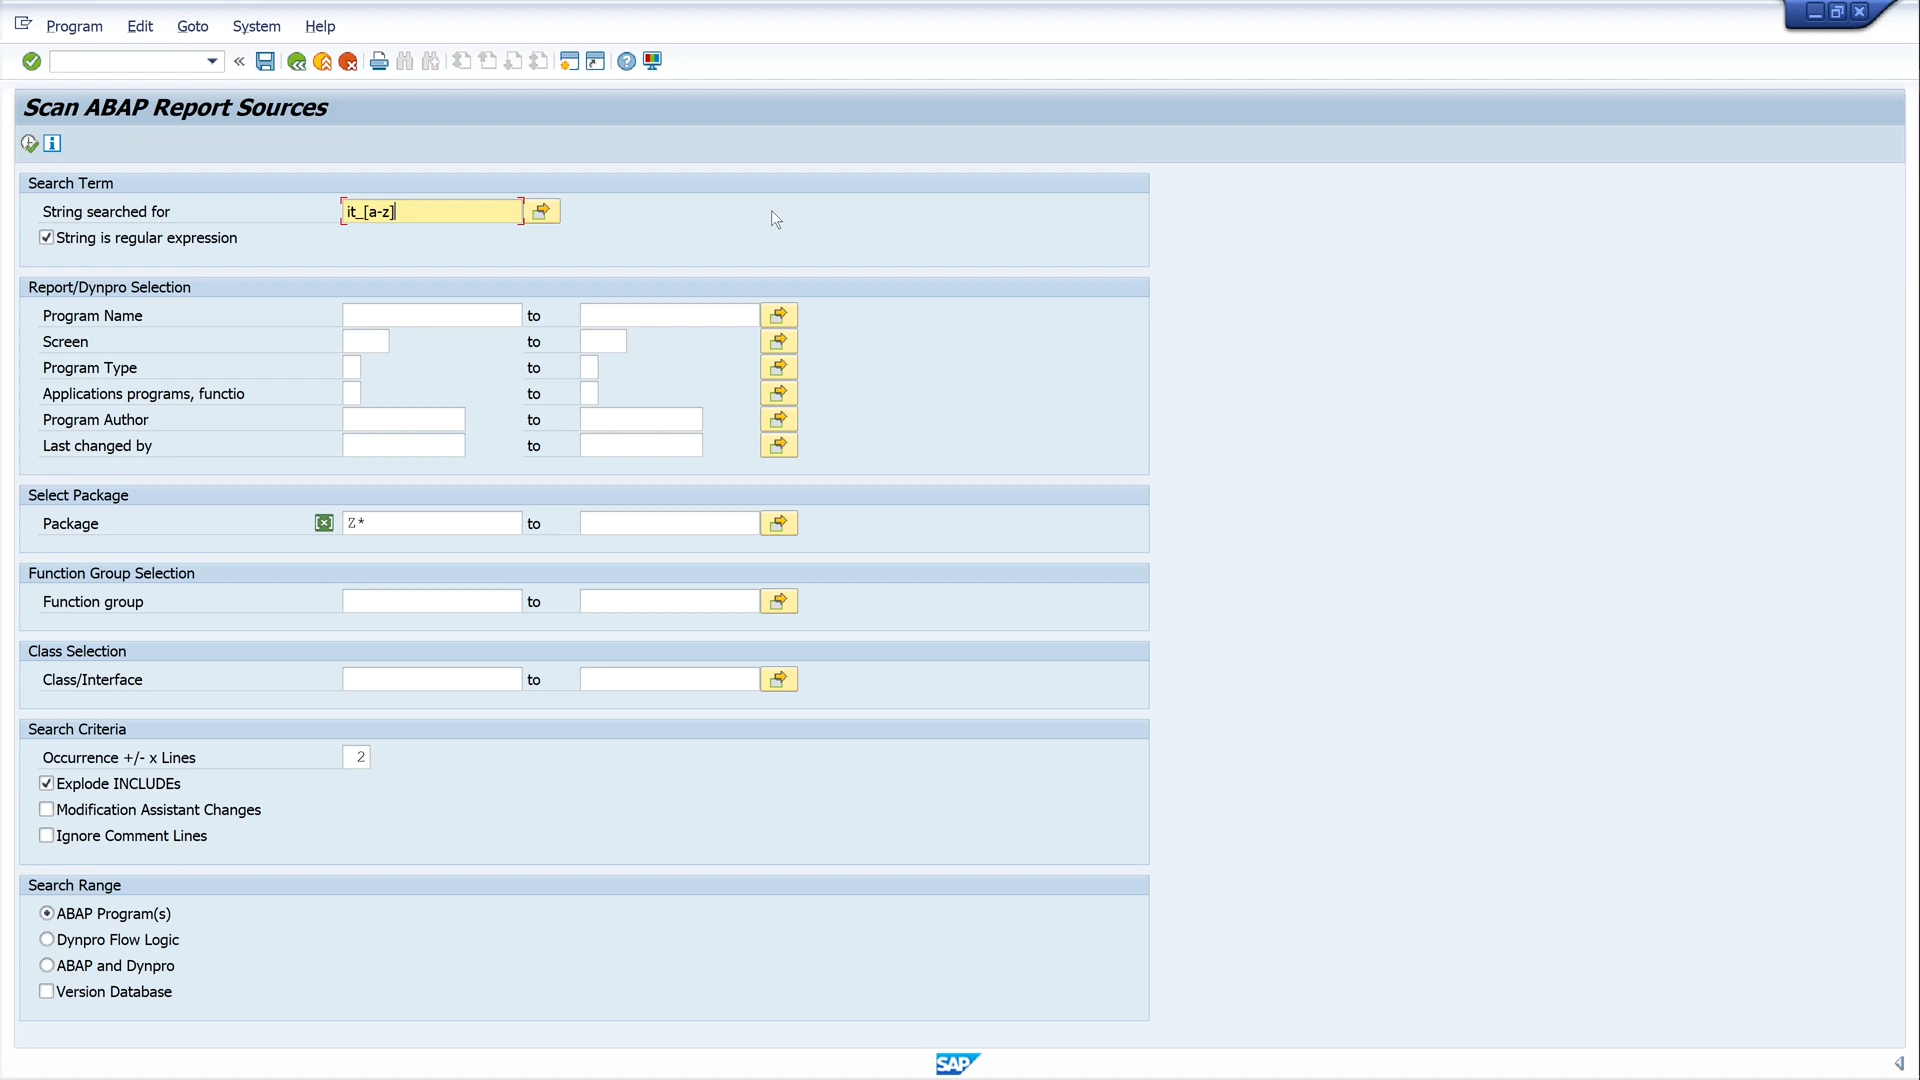 Program Edit Goto System Help
Scan ABAP Report Sources
Search Term
String searched for it_[a-z]
String is regular expression
Report/Dynpro Selection
Program Name to
Screen to
Program Type to
Applications programs, functio to
Program Author to
Last changed by to
Select Package
Package Z* to
Function Group Selection
Function group to
Class Selection
Class/Interface to
Search Criteria
Occurrence +/- x Lines 2
Explode INCLUDEs
Modification Assistant Changes
Ignore Comment Lines
Search Range
ABAP Program(s)
Dynpro Flow Logic
ABAP and Dynpro
Version Database
SAP